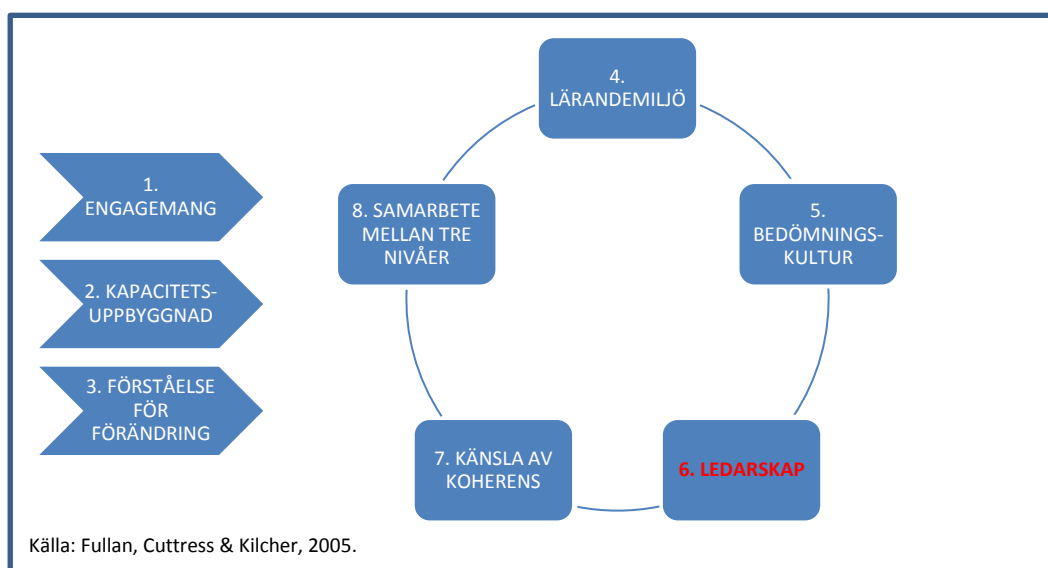 1.
ENGAGEMANG
2. KAPACITETS-
UPPBYGGNAD
3. FÖRSTÅELSE
FÖR
FÖRÄNDRING
4.
LÄRANDEMILJÖ
5.
BEDÖMNINGS-
KULTUR
6. LEDARSKAP
7. KÄNSLA AV
KOHERENS
8. SAMARBETE
MELLAN TRE
NIVÅER
Källa: Fullan, Cuttress & Kilcher, 2005.